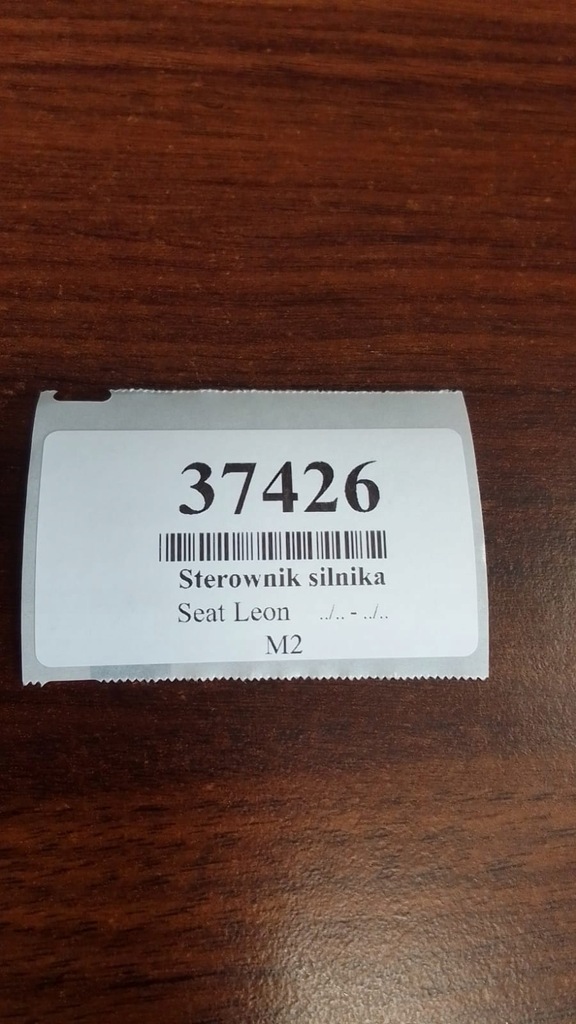 37426
Sterownik silnika
Seat Leon ../.. - ../..
M2